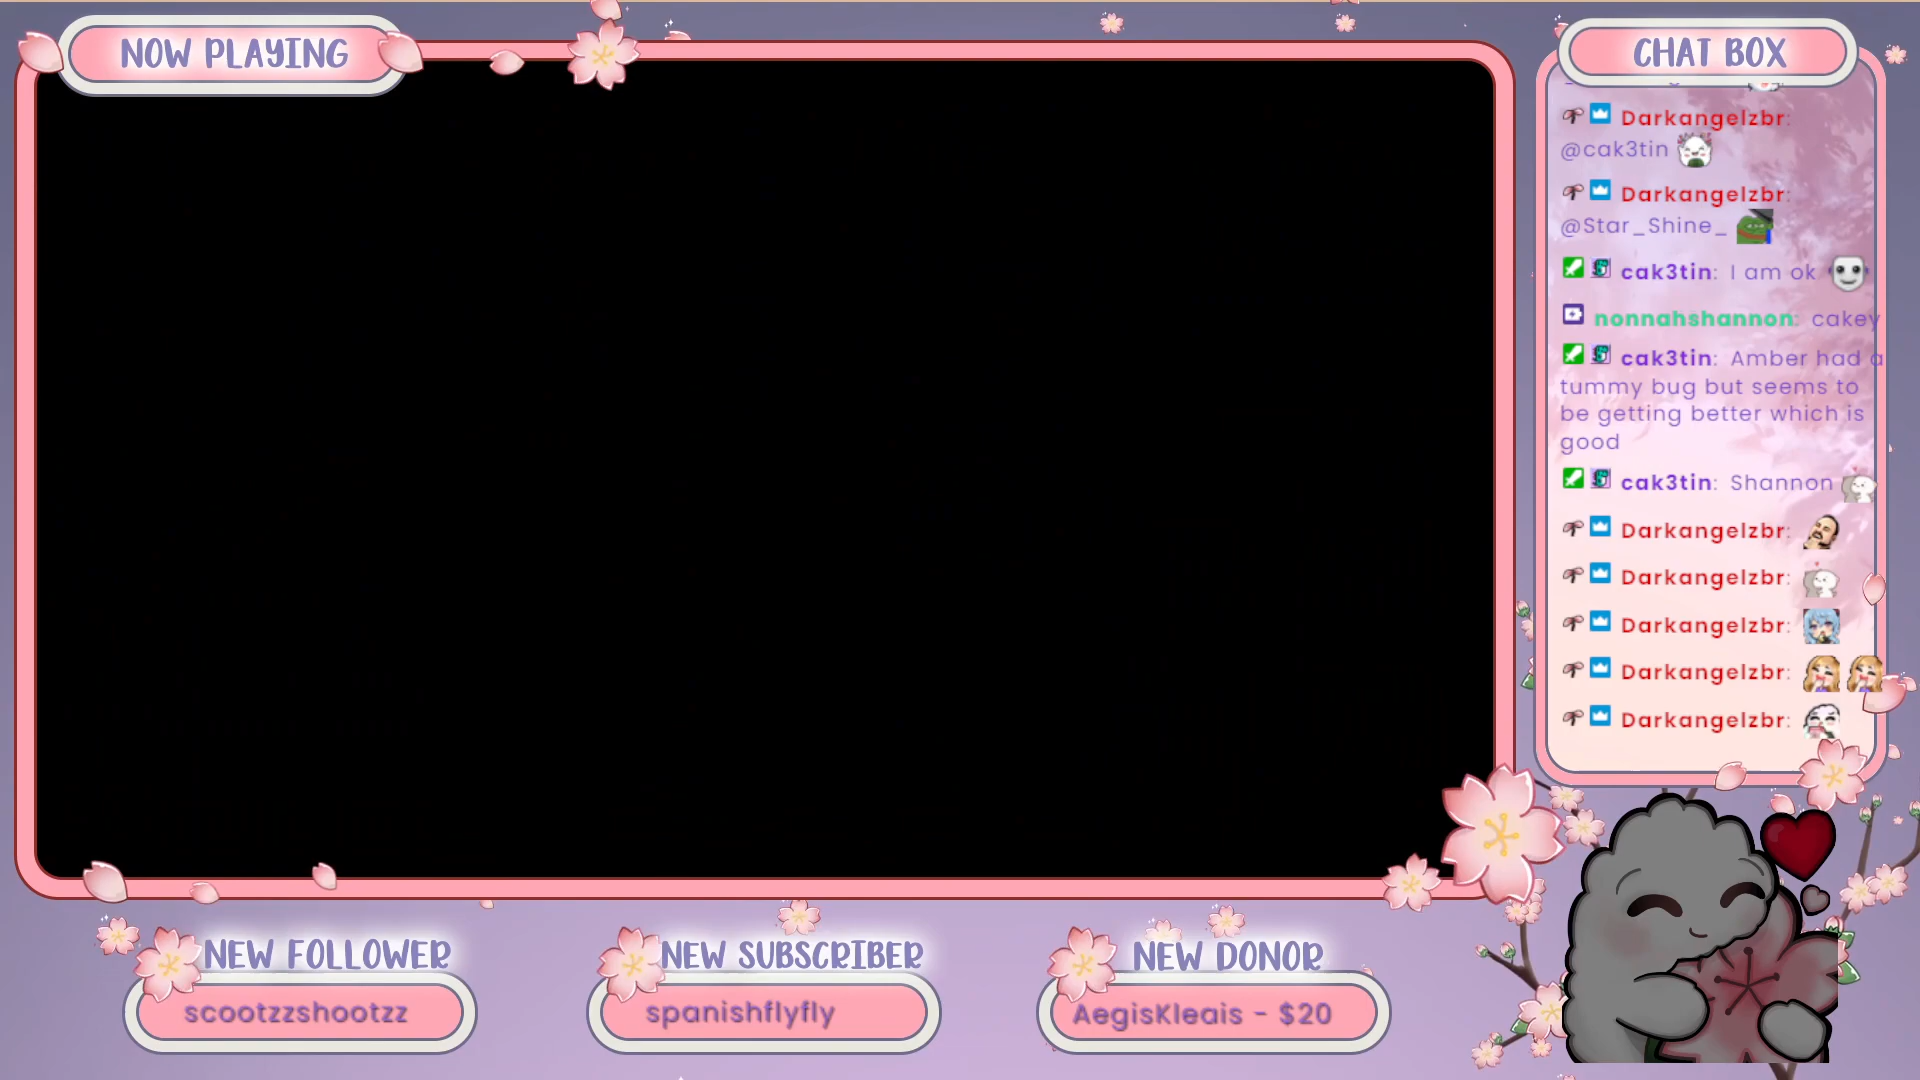 NOW PLAYING
CHAT BOX
Darkangelzbr:
@cak3tin
Darkangelzbr:
@Star_Shine_
cak3tin: I am ok
nonnahshannon: cakey
cak3tin: Amber had a
tummy bug but seems to
be getting better which is
good
cak3tin: Shannon
Darkangelzbr:
Darkangelzbr:
Darkangelzbr:
Darkangelzbr:
Darkangelzbr:
NEW FOLLOWER
scootzzshootzz
NEW SUBSCRIBER
spanishflyfly
NEW DONOR
AegisKleais - $20